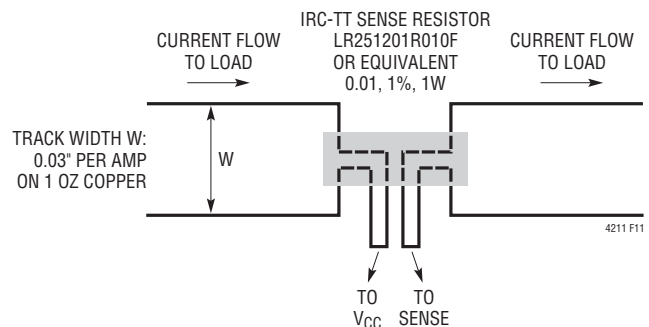 IRC-TT SENSE RESISTOR
LR251201R010F
OR EQUIVALENT
0.01, 1%, 1W
CURRENT FLOW
TO LOAD
CURRENT FLOW
TO LOAD
TRACK WIDTH W:
0.03" PER AMP
ON 1 OZ COPPER
W
4211 F11
TO
VCC
TO
SENSE